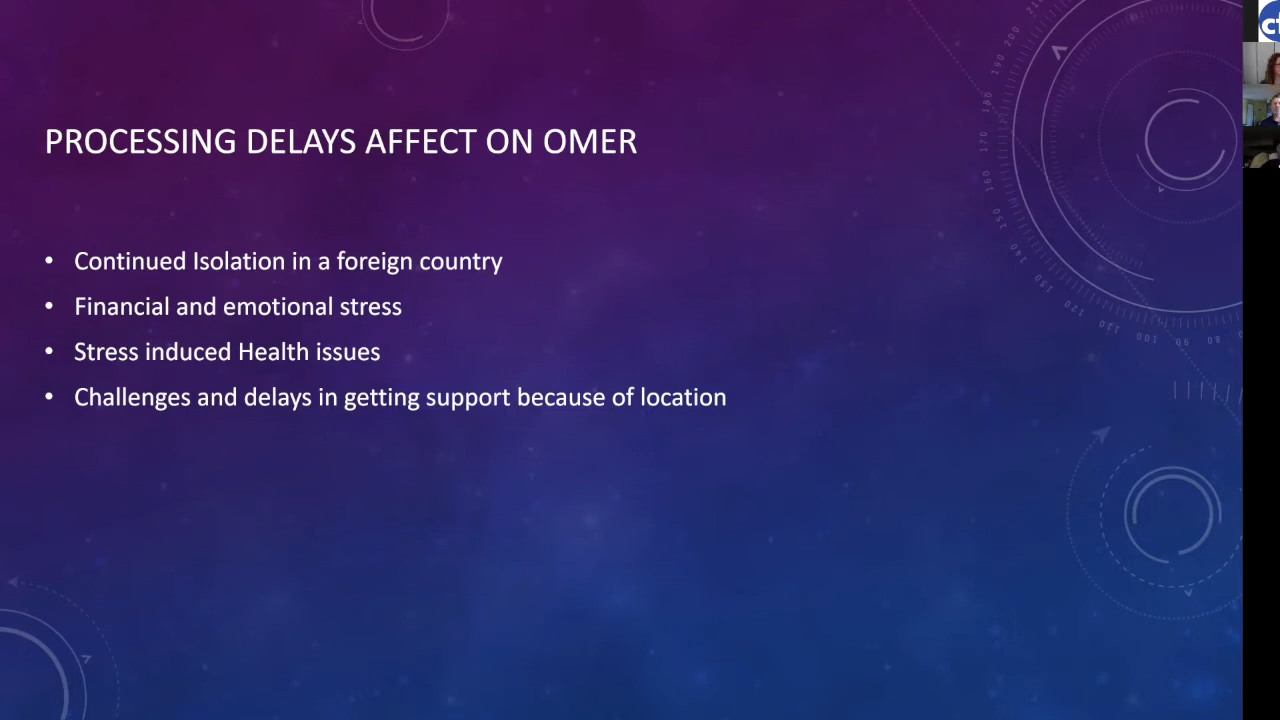 PROCESSING DELAYS AFFECT ON OMER
• Continued Isolation in a foreign country
• Financial and emotional stress
• Stress induced Health issues
• Challenges and delays in getting support because of location